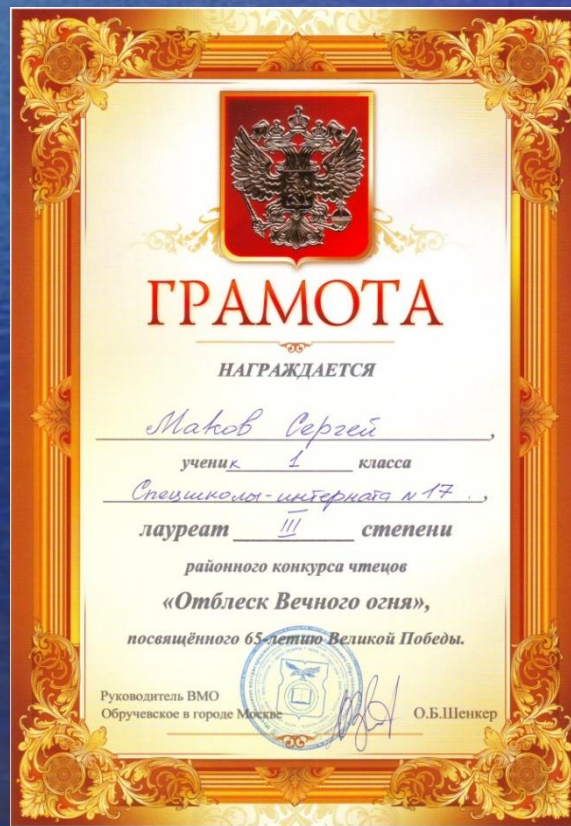 ГРАМОТА
НАГРАЖДАЕТСЯ
Маков Сергей,
ученик 1 класса
Спецшколы-интерната № 17.,
лауреат III степени
районного конкурса чтецов
«Отблеск Вечного огня»,
посвящённого 65-летию Великой Победы.
Руководитель ВМО
Обручевское в городе Москве О.Б.Шенкер